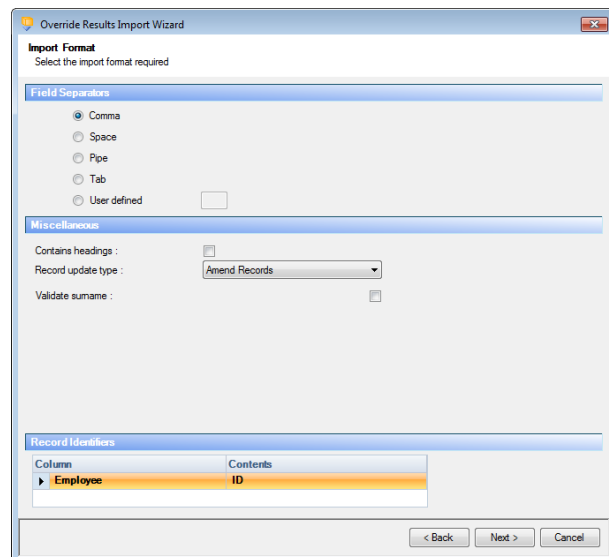 Override Results Import Wizard
Import Format
Select the import format required
Field Separators
Comma
Space
Pipe
Tab
User defined
Miscellaneous
Contains headings :
Record update type : Amend Records
Validate surname :
Record Identifiers
Column Contents
Employee ID
< Back Next > Cancel